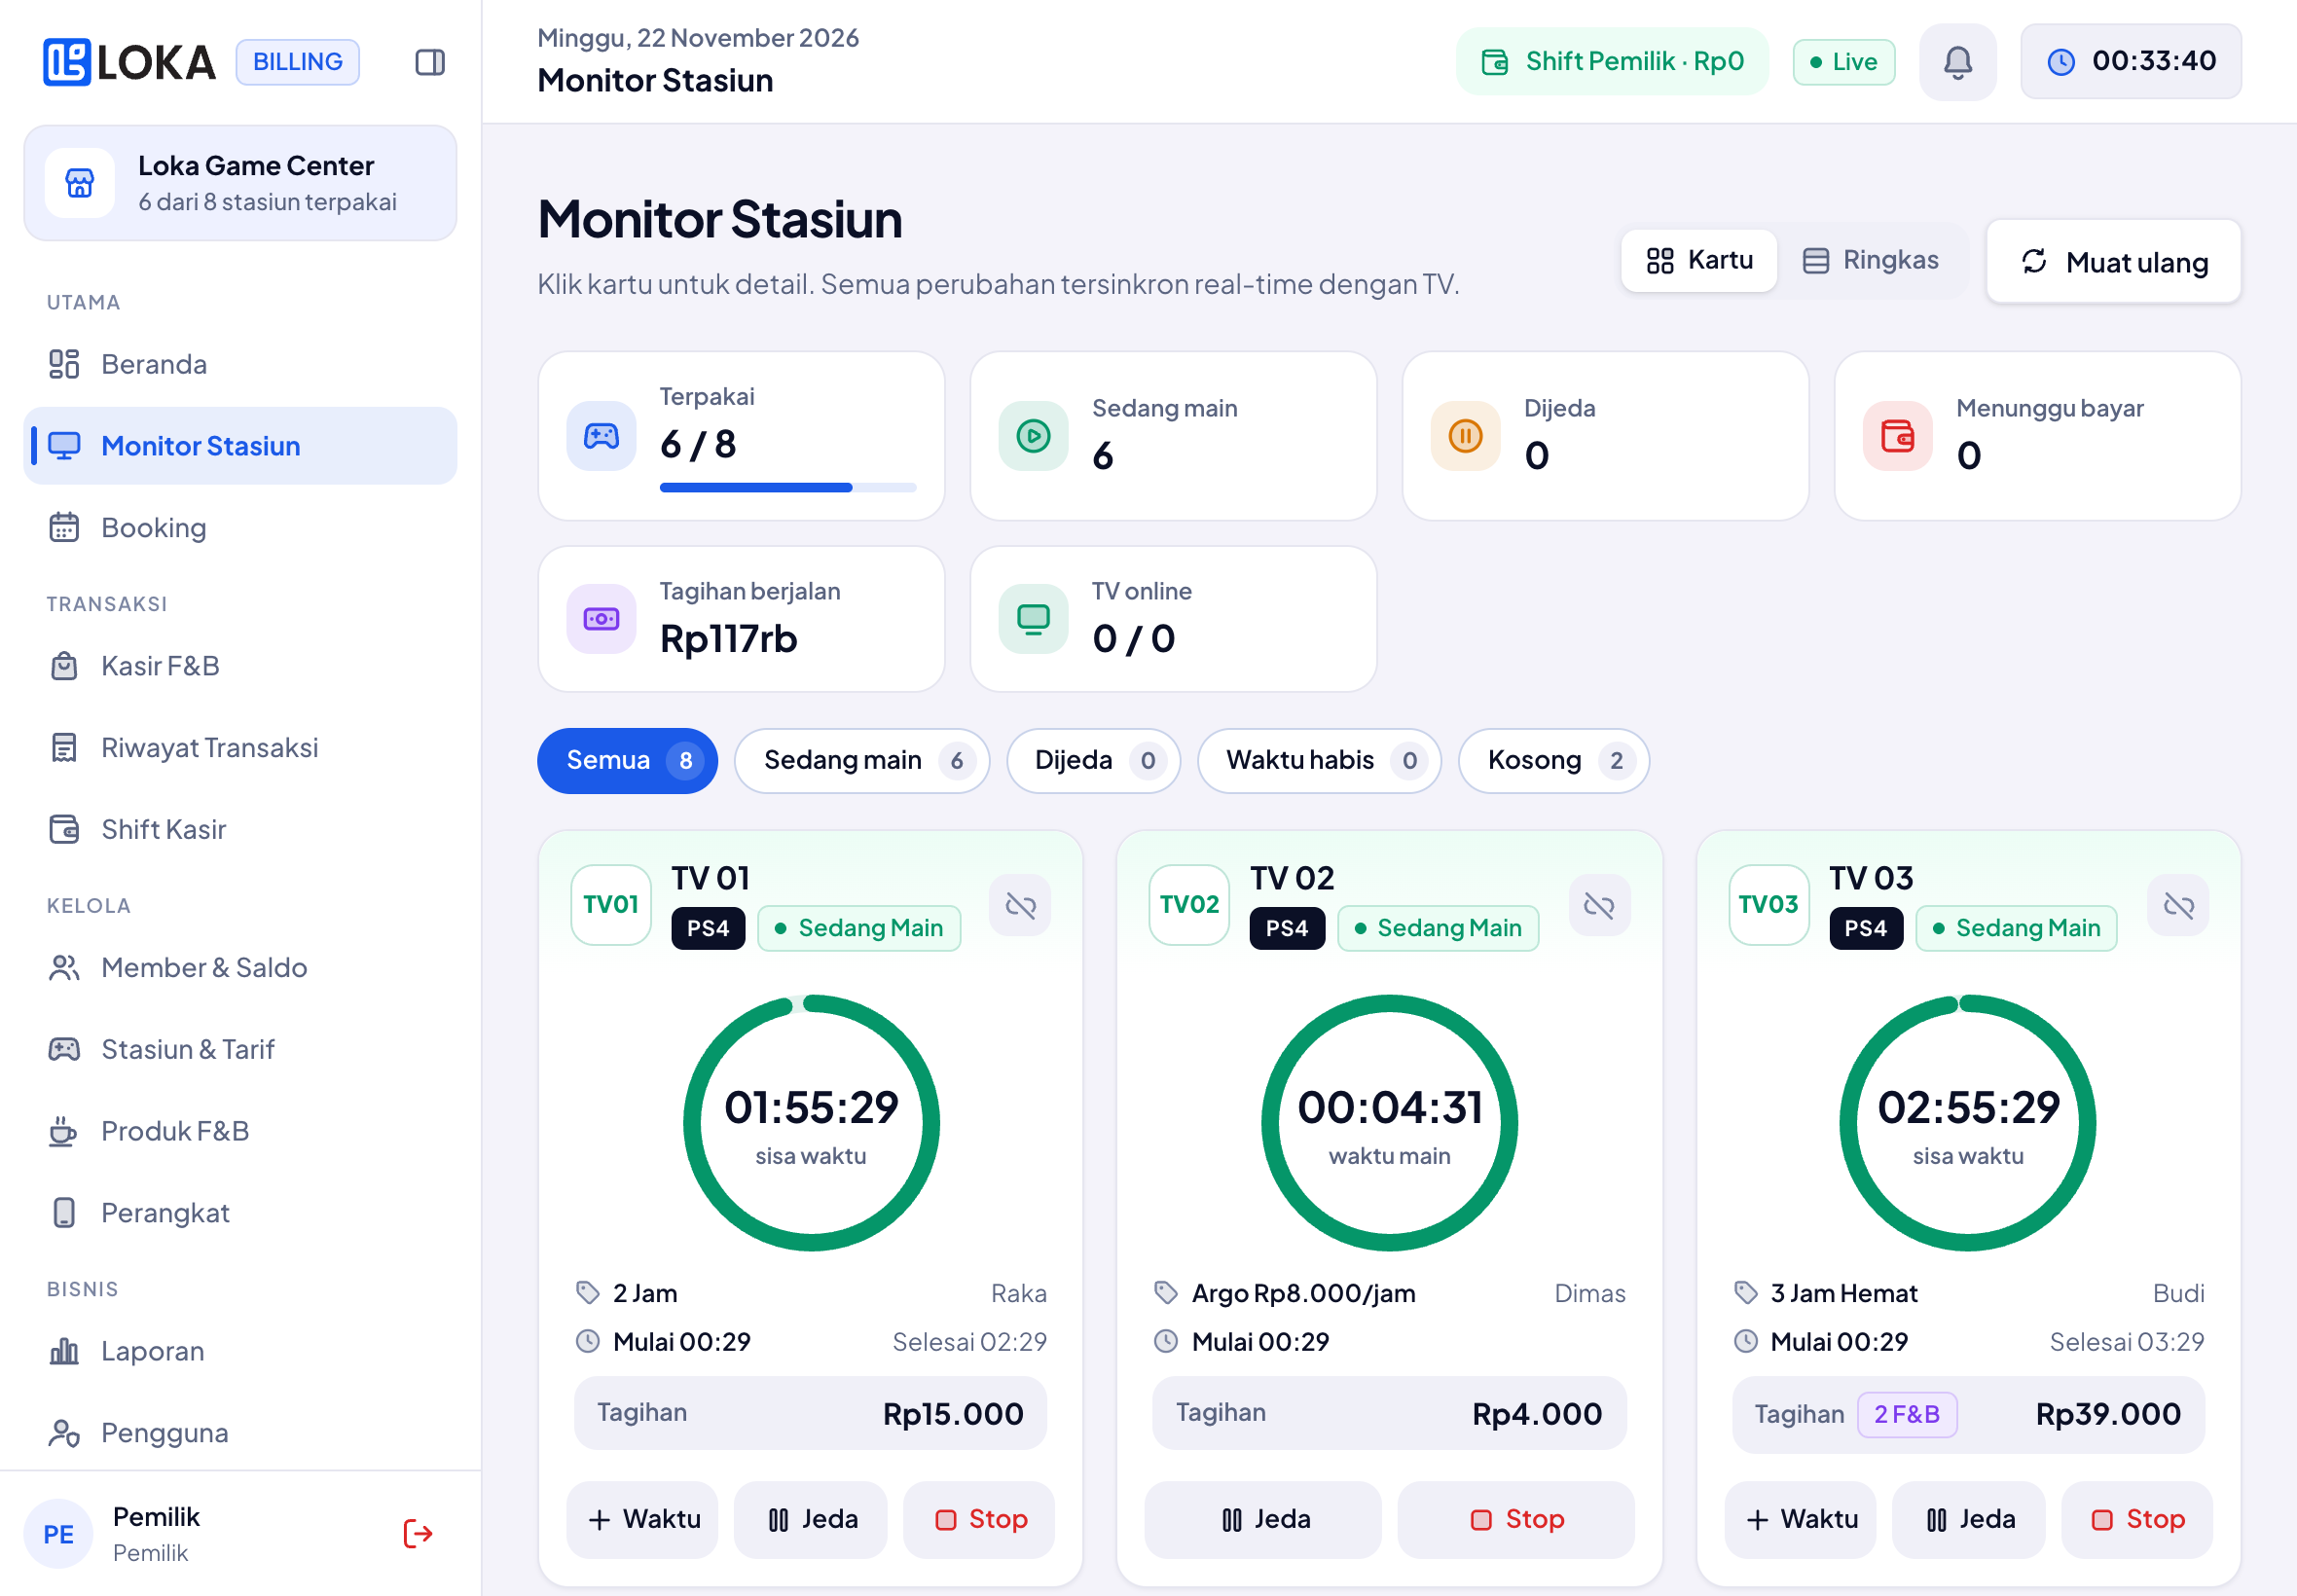 LOKA
BILLING
Loka Game Center
6 dari 8 stasiun terpakai
UTAMA
Beranda
Monitor Stasiun
Booking
TRANSAKSI
Kasir F&B
Riwayat Transaksi
Shift Kasir
KELOLA
Member & Saldo
Stasiun & Tarif
Produk F&B
Perangkat
BISNIS
Laporan
Pengguna
PE
Pemilik
Pemilik
Minggu, 22 November 2026
Monitor Stasiun
Shift Pemilik · Rp0
Live
00:33:40
Monitor Stasiun
Klik kartu untuk detail. Semua perubahan tersinkron real-time dengan TV.
Kartu
Ringkas
Muat ulang
Terpakai
6 / 8
Sedang main
6
Dijeda
0
Menunggu bayar
0
Tagihan berjalan
Rp117rb
TV online
0 / 0
Semua 8
Sedang main 6
Dijeda 0
Waktu habis 0
Kosong 2
TV01
TV 01
PS4
Sedang Main
01:55:29
sisa waktu
2 Jam
Raka
Mulai 00:29
Selesai 02:29
Tagihan
Rp15.000
Waktu
Jeda
Stop
TV02
TV 02
PS4
Sedang Main
00:04:31
waktu main
Argo Rp8.000/jam
Dimas
Mulai 00:29
Tagihan
Rp4.000
Jeda
Stop
TV03
TV 03
PS4
Sedang Main
02:55:29
sisa waktu
3 Jam Hemat
Budi
Mulai 00:29
Selesai 03:29
Tagihan
2 F&B
Rp39.000
Waktu
Jeda
Stop